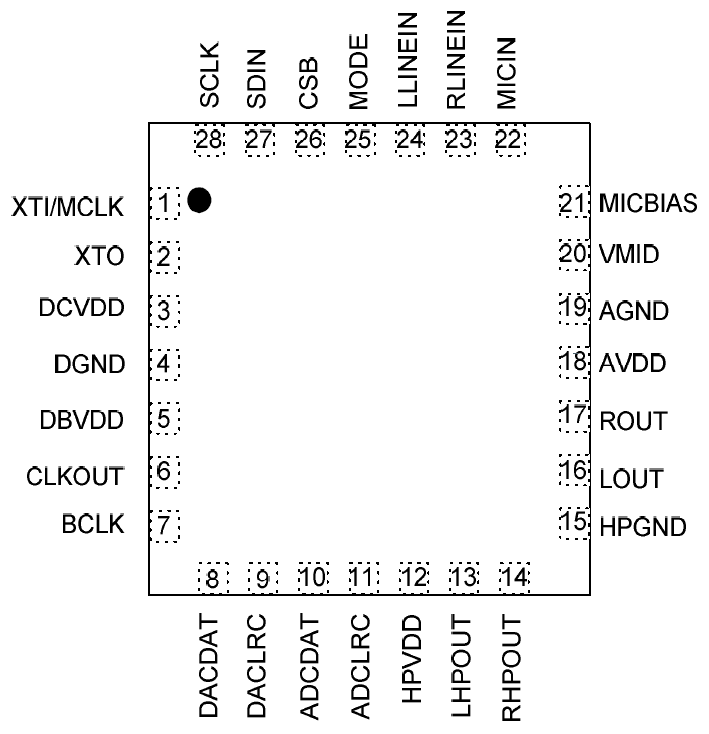 SCLK
SDIN
CSB
MODE
LLINEIN
RLINEIN
MICIN
28 27 26 25 24 23 22
XTI/MCLK 1
21 MICBIAS
XTO 2
20 VMID
DCVDD 3
19 AGND
DGND 4
18 AVDD
DBVDD 5
17 ROUT
CLKOUT 6
16 LOUT
BCLK 7
15 HPGND
8 9 10 11 12 13 14
DACDAT
DACLRC
ADCDAT
ADCLRC
HPVDD
LHPOUT
RHPOUT